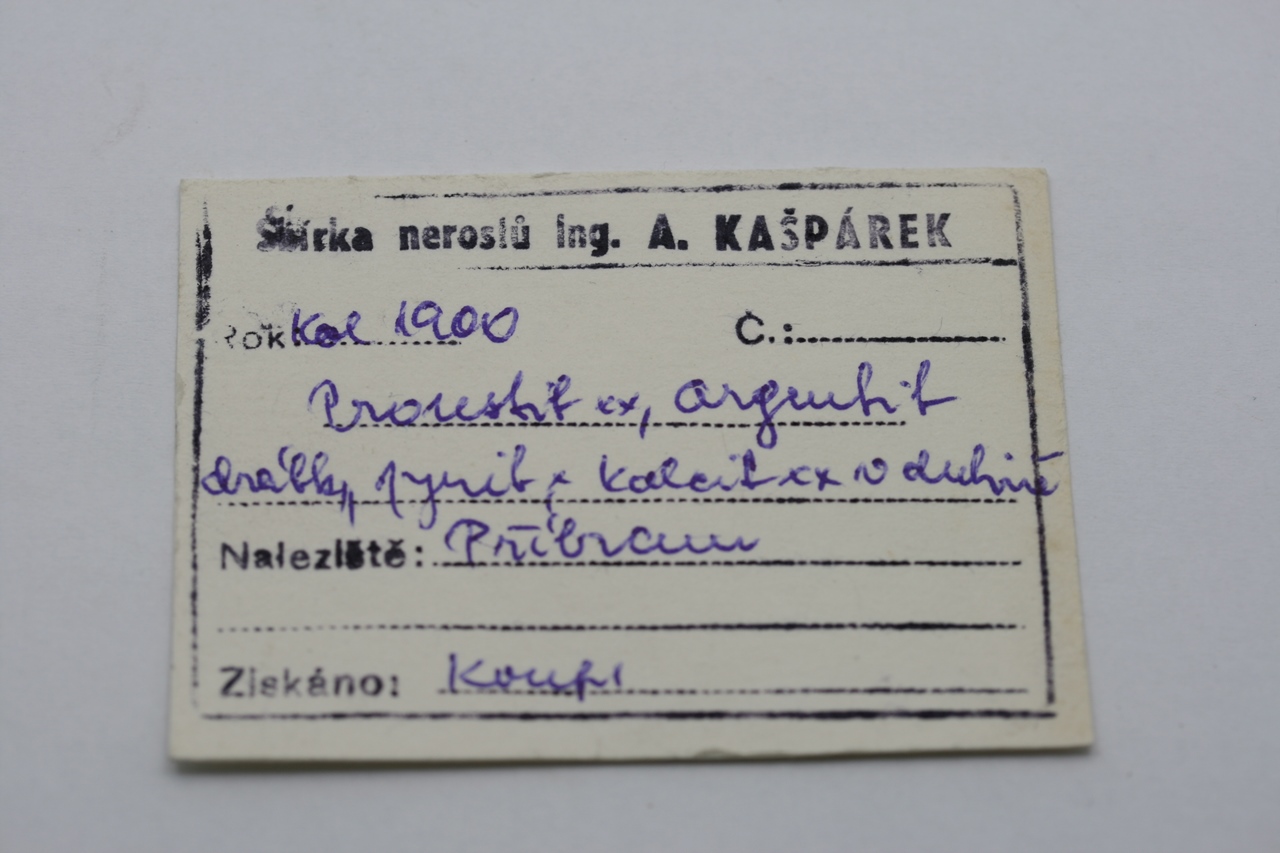 Sbírka nerostů ing. A. KAŠPÁREK
Rok kol 1900 Č.:
Proustit xx, argentit
drátky, pyrit, kalcit xx v dutině
Naleziště: Příbram
Získáno: Koupí